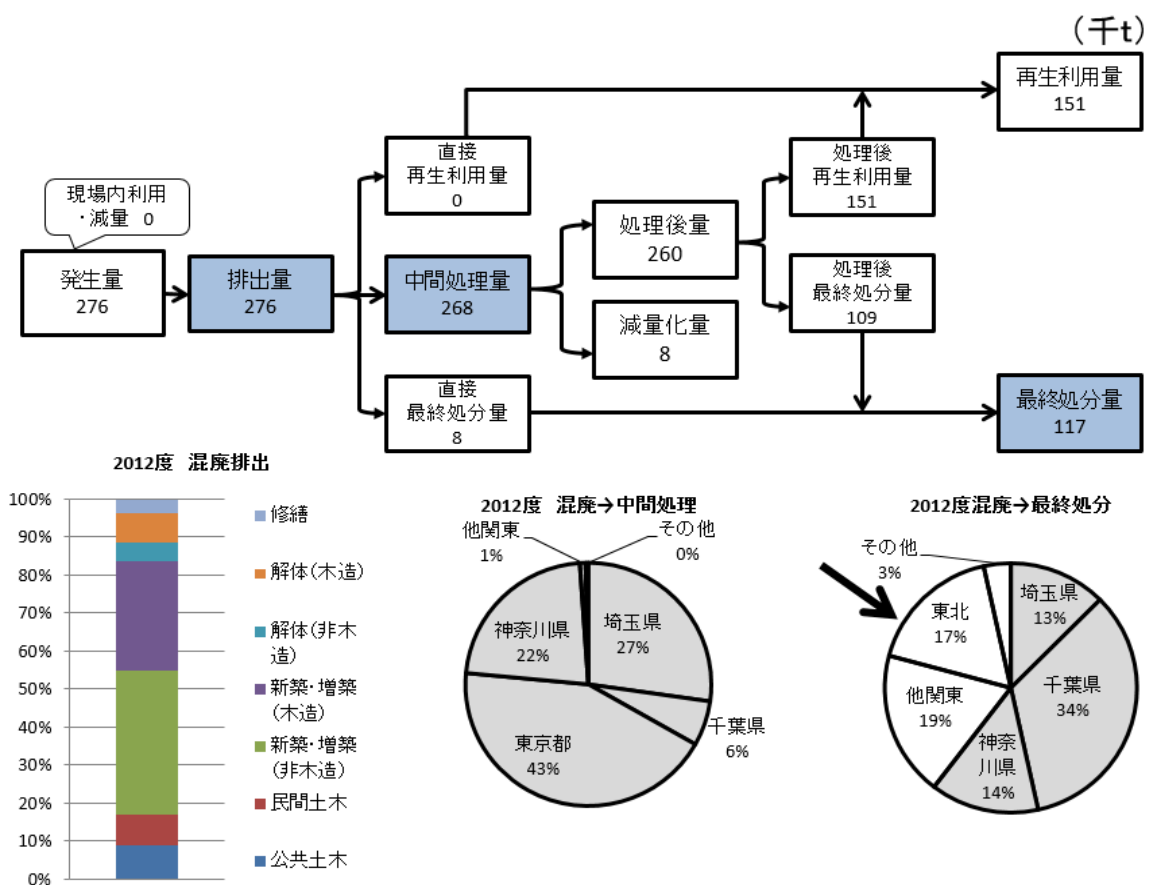 （千t）
再生利用量
151
直接
再生利用量
0
処理後
再生利用量
151
現場内利用
・減量 0
処理後量
260
発生量
276
排出量
276
中間処理量
268
処理後
最終処分量
109
減量化量
8
直接
最終処分量
8
最終処分量
117
2012度 混廃排出
100%
90%
80%
70%
60%
50%
40%
30%
20%
10%
0%
修繕
解体(木造)
解体(非木
造)
新築･増築
(木造)
新築･増築
(非木造)
民間土木
公共土木
2012度 混廃→中間処理
他関東
1%
その他
0%
神奈川県
22%
埼玉県
27%
千葉県
6%
東京都
43%
2012度混廃→最終処分
その他
3%
東北
17%
埼玉県
13%
千葉県
34%
他関東
19%
神奈
川県
14%